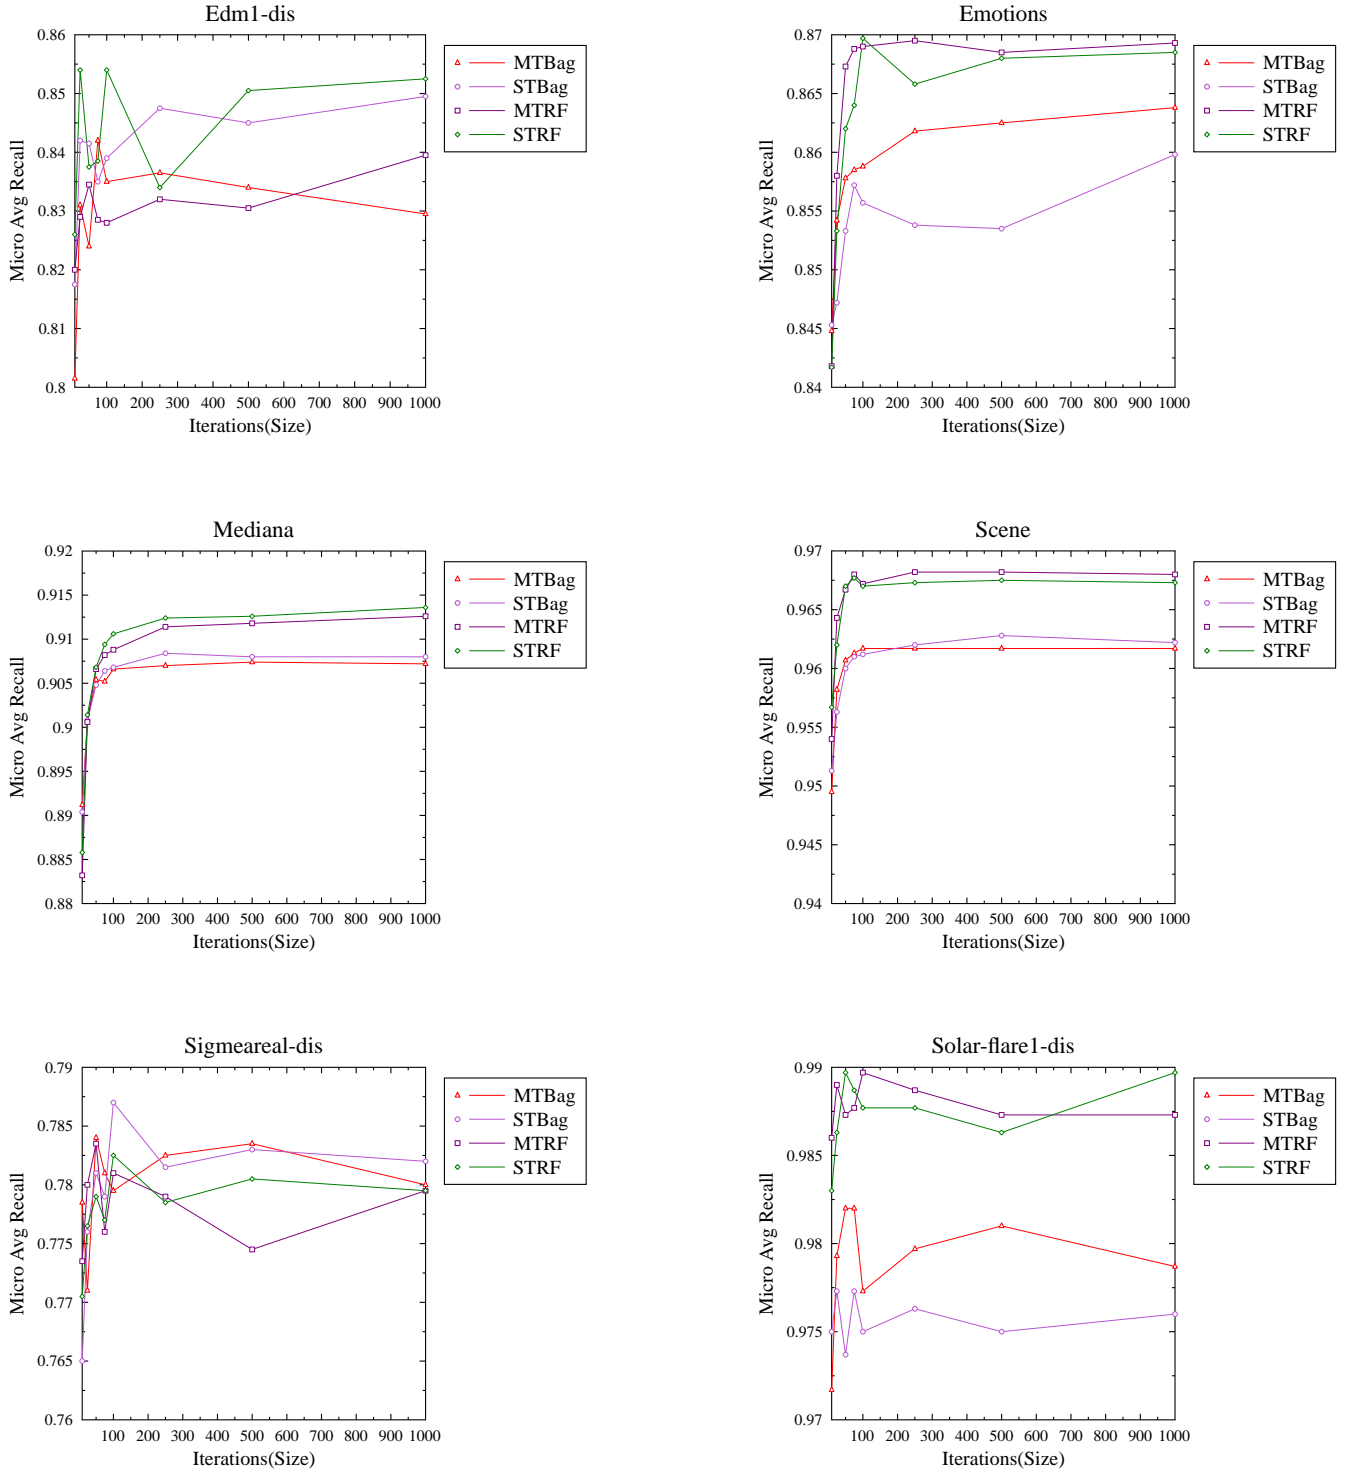 Edm1-dis
0.86
0.85
0.84
0.83
0.82
0.81
0.8
Micro Avg Recall
100 200 300 400 500 600 700 800 900 1000
Iterations(Size)
MTBag
STBag
MTRF
STRF
Emotions
0.87
0.865
0.86
0.855
0.85
0.845
0.84
Micro Avg Recall
100 200 300 400 500 600 700 800 900 1000
Iterations(Size)
MTBag
STBag
MTRF
STRF
Mediana
0.92
0.915
0.91
0.905
0.9
0.895
0.89
0.885
0.88
Micro Avg Recall
100 200 300 400 500 600 700 800 900 1000
Iterations(Size)
MTBag
STBag
MTRF
STRF
Scene
0.97
0.965
0.96
0.955
0.95
0.945
0.94
Micro Avg Recall
100 200 300 400 500 600 700 800 900 1000
Iterations(Size)
MTBag
STBag
MTRF
STRF
Sigmeareal-dis
0.79
0.785
0.78
0.775
0.77
0.765
0.76
Micro Avg Recall
100 200 300 400 500 600 700 800 900 1000
Iterations(Size)
MTBag
STBag
MTRF
STRF
Solar-flare1-dis
0.99
0.985
0.98
0.975
0.97
Micro Avg Recall
100 200 300 400 500 600 700 800 900 1000
Iterations(Size)
MTBag
STBag
MTRF
STRF